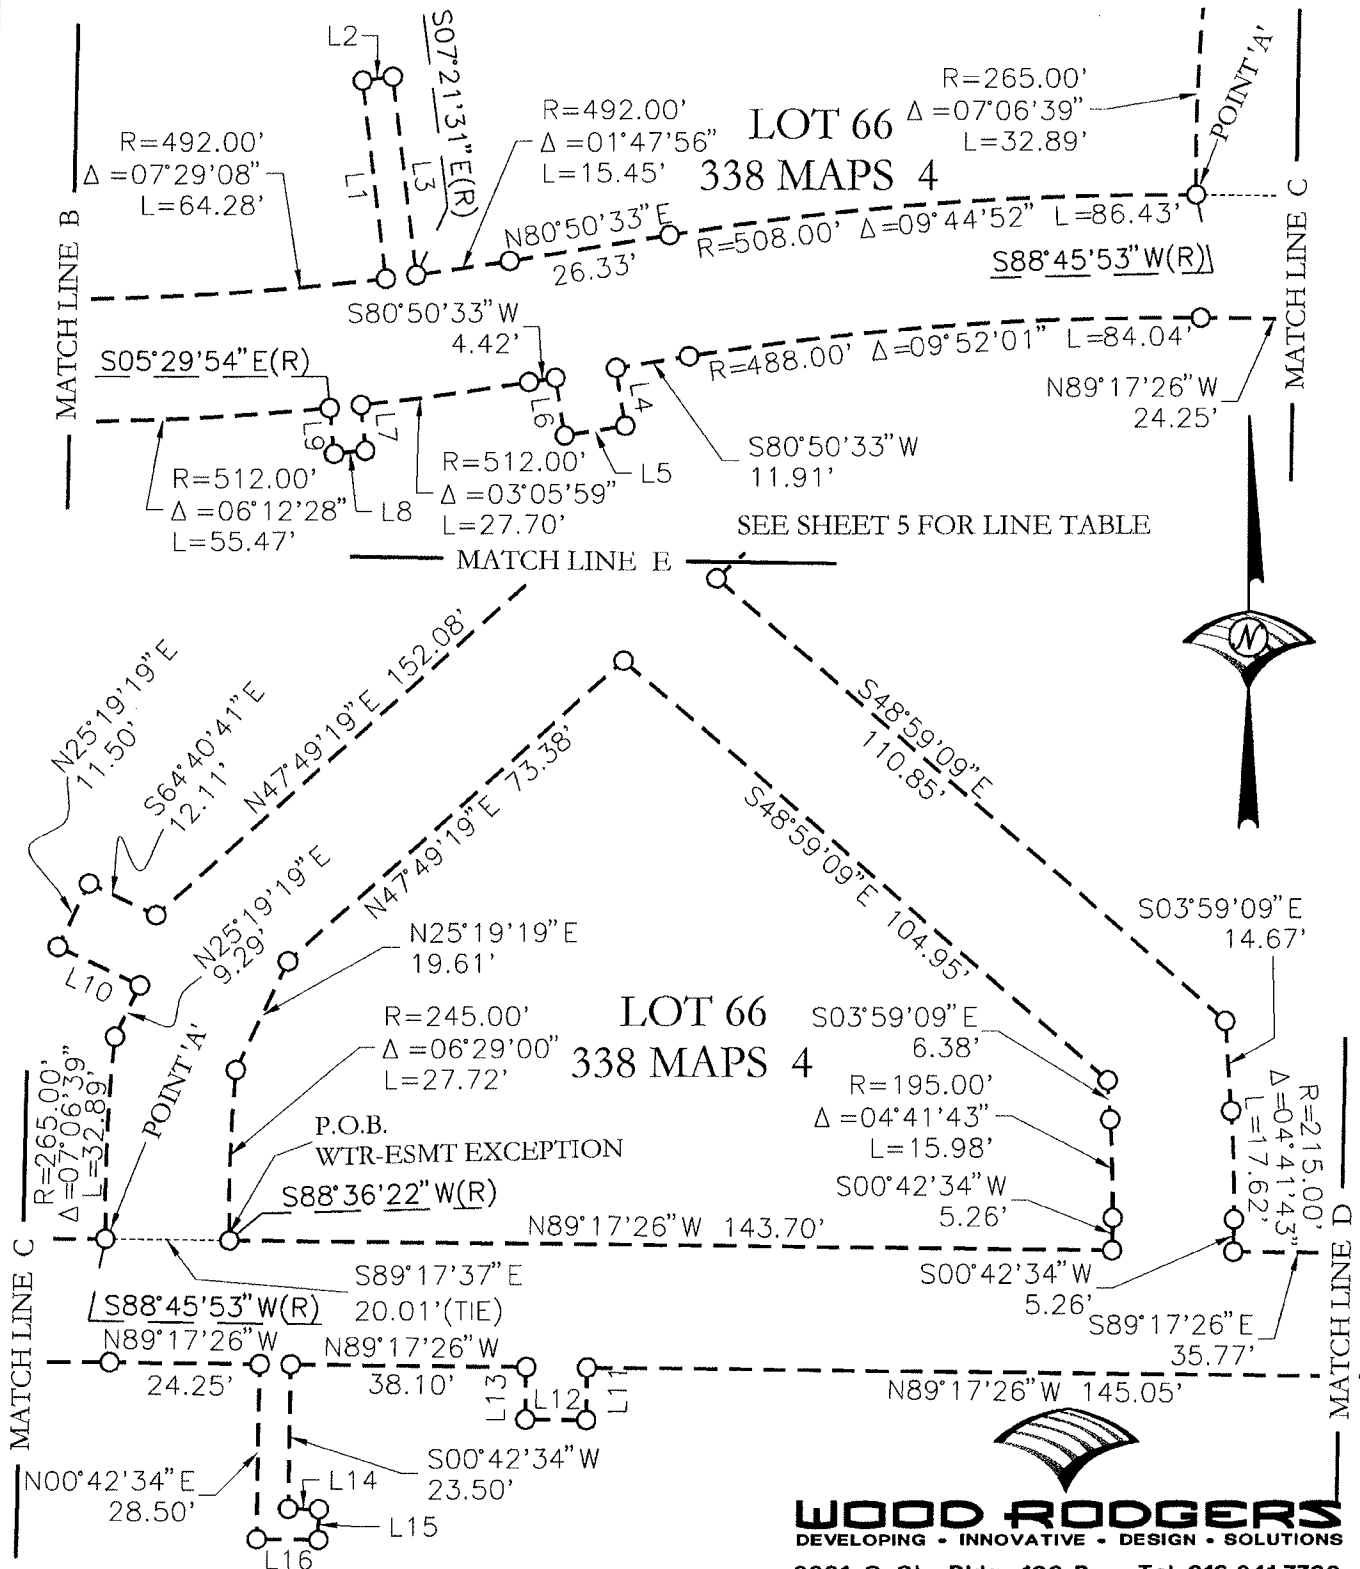 L2
S07°21'31"E(R)
R=265.00'
Δ =07°06'39"
L=32.89'
POINT 'A'
R=492.00'
Δ =01°47'56"
L=15.45'
LOT 66
338 MAPS 4
R=492.00'
Δ =07°29'08"
L=64.28'
L1
L3
MATCH LINE B
MATCH LINE C
N80°50'33"E
26.33'
R=508.00' Δ=09°44'52" L=86.43'
S88°45'53"W(R)
S80°50'33"W
4.42'
S05°29'54"E(R)
R=488.00' Δ=09°52'01" L=84.04'
N89°17'26"W
24.25'
L9
L7
L6
L4
L5
L8
S80°50'33"W
11.91'
R=512.00'
Δ =06°12'28"
L=55.47'
R=512.00'
Δ =03°05'59"
L=27.70'
SEE SHEET 5 FOR LINE TABLE
MATCH LINE E
N
N25°19'19"E
11.50'
S64°40'41"E
12.11'
N47°49'19"E 152.08'
N47°49'19"E 73.38'
S48°59'09"E
110.85'
S48°59'09"E 104.95'
S03°59'09"E
14.67'
N25°19'19"E
9.29'
L10
N25°19'19"E
19.61'
R=245.00'
Δ =06°29'00"
L=27.72'
LOT 66
338 MAPS 4
S03°59'09"E
6.38'
R=195.00'
Δ =04°41'43"
L=15.98'
R=265.00'
Δ=07°06'39"
L=32.89'
POINT 'A'
P.O.B.
WTR-ESMT EXCEPTION
S88°36'22"W(R)
S00°42'34"W
5.26'
R=215.00'
Δ=04°41'43"
L=17.62'
N89°17'26"W 143.70'
MATCH LINE C
MATCH LINE D
S89°17'37"E
20.01'(TIE)
S00°42'34"W
5.26'
S88°45'53"W(R)
S89°17'26"E
35.77'
N89°17'26"W
24.25'
N89°17'26"W
38.10'
L13
L12
L11
N89°17'26"W 145.05'
N00°42'34"E
28.50'
S00°42'34"W
23.50'
L14
L15
L16
WOOD RODGERS
DEVELOPING • INNOVATIVE • DESIGN • SOLUTIONS